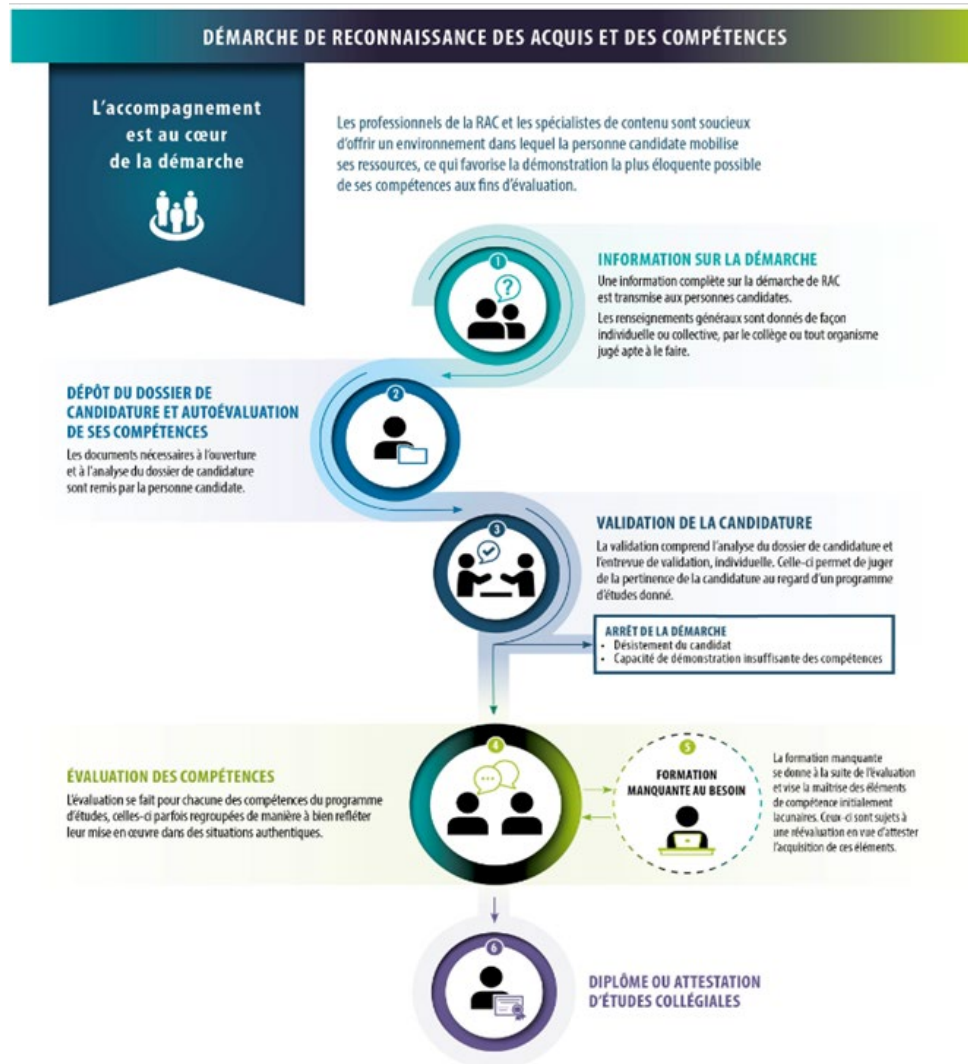 DÉMARCHE DE RECONNAISSANCE DES ACQUIS ET DES COMPÉTENCES
L'accompagnement
est au cœur
de la démarche
Les professionnels de la RAC et les spécialistes de contenu sont soucieux
d'offrir un environnement dans lequel la personne candidate mobilise
ses ressources, ce qui favorise la démonstration la plus éloquente possible
de ses compétences aux fins d'évaluation.
1
?
INFORMATION SUR LA DÉMARCHE
Une information complète sur la démarche de RAC
est transmise aux personnes candidates.
Les renseignements généraux sont donnés de façon
individuelle ou collective, par le collège ou tout organisme
jugé apte à le faire.
2
DÉPÔT DU DOSSIER DE
CANDIDATURE ET AUTOÉVALUATION
DE SES COMPÉTENCES
Les documents nécessaires à l'ouverture
et à l'analyse du dossier de candidature
sont remis par la personne candidate.
3
VALIDATION DE LA CANDIDATURE
La validation comprend l'analyse du dossier de candidature et
l'entrevue de validation, individuelle. Celle-ci permet de juger
de la pertinence de la candidature au regard d'un programme
d'études donné.
ARRÊT DE LA DÉMARCHE
• Désistement du candidat
• Capacité de démonstration insuffisante des compétences
4
ÉVALUATION DES COMPÉTENCES
L'évaluation se fait pour chacune des compétences du programme
d'études, celles-ci parfois regroupées de manière à bien refléter
leur mise en œuvre dans des situations authentiques.
5
FORMATION
MANQUANTE AU BESOIN
La formation manquante
se donne à la suite de l'évaluation
et vise la maîtrise des éléments
de compétence initialement
lacunaires. Ceux-ci sont sujets à
une réévaluation en vue d'attester
l'acquisition de ces éléments.
6
DIPLÔME OU ATTESTATION
D'ÉTUDES COLLÉGIALES